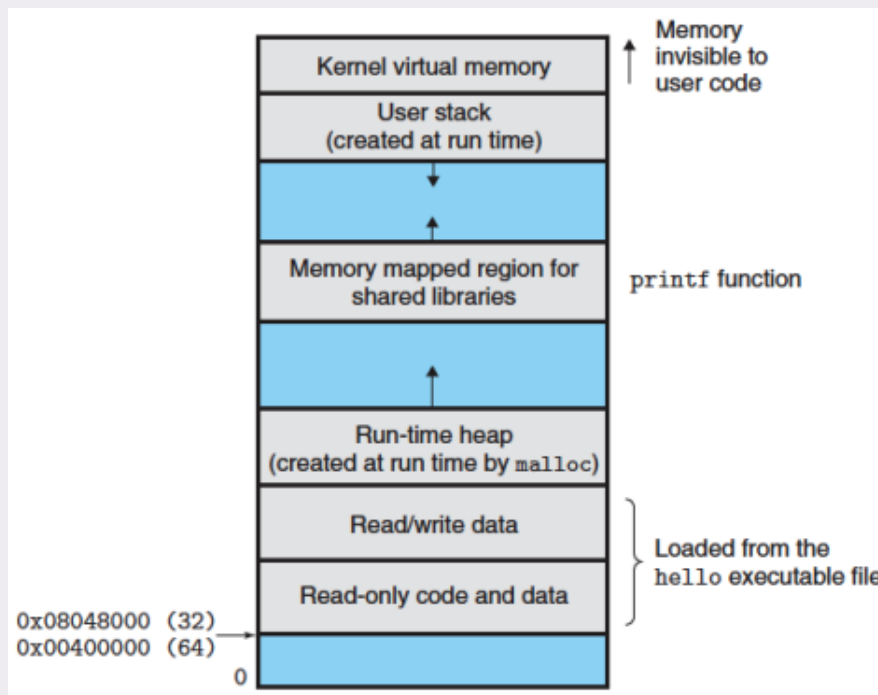 Memory
invisible to
user code
Kernel virtual memory
User stack
(created at run time)
Memory mapped region for
shared libraries
printf function
Run-time heap
(created at run time by malloc)
Read/write data
Loaded from the
hello executable file
Read-only code and data
0x08048000 (32)
0x00400000 (64)
0